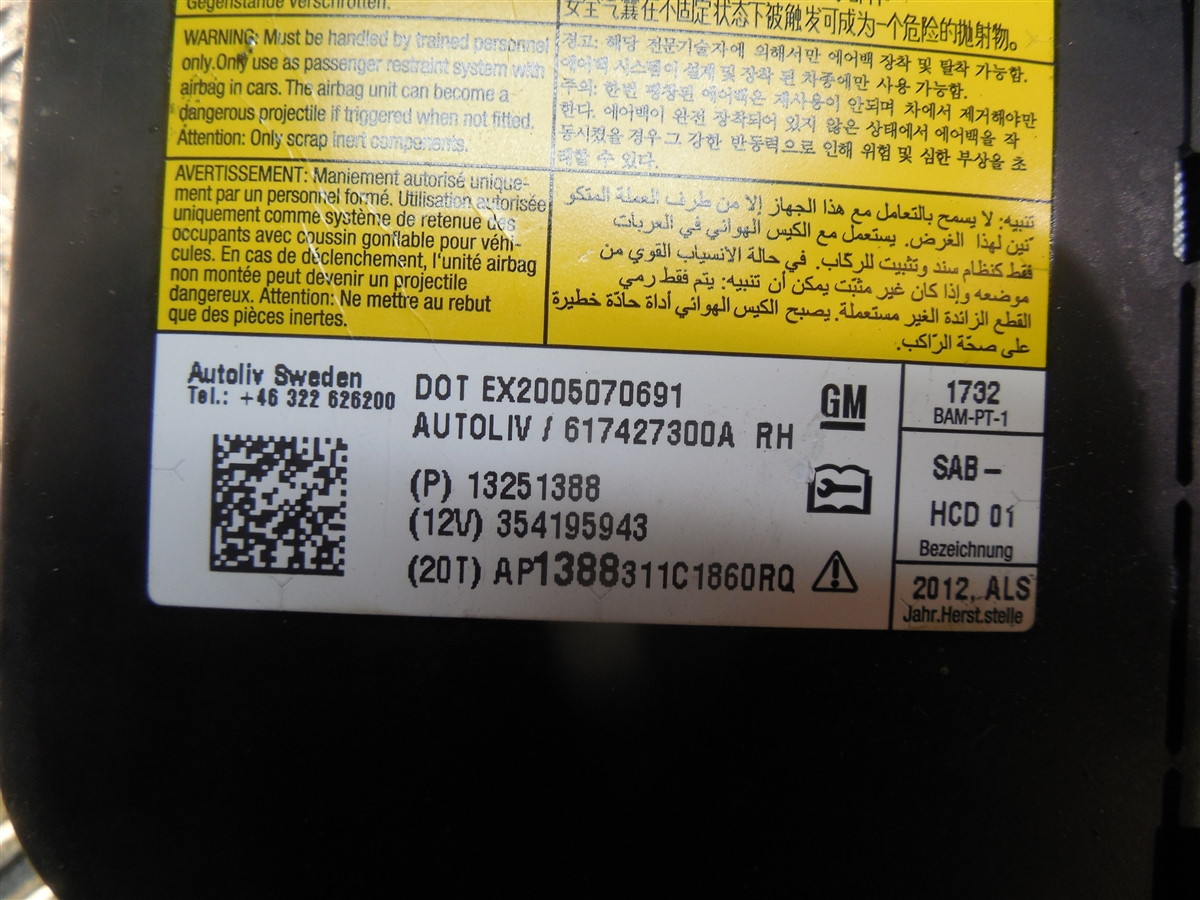 Gegenstände verschrotten.
WARNING: Must be handled by trained personnel
only.Only use as passenger restraint system with
airbag in cars. The airbag unit can become a
dangerous projectile if triggered when not fitted.
Attention: Only scrap inert components.
AVERTISSEMENT: Maniement autorisé unique-
ment par un personnel formé. Utilisation autorisée
uniquement comme système de retenue des
occupants avec coussin gonflable pour véhi-
cules. En cas de déclenchement, l'unité airbag
non montée peut devenir un projectile
dangereux. Attention: Ne mettre au rebut
que des pièces inertes.
在不固定状态下被触发可成为一个危险的抛射物。
경고: 해당 전문기술자에 의해서만 에어백 장착 및 탈착 가능함.
에어백 시스템이 설계 및 장착 된 차종에만 사용 가능함.
주의: 한번 팽창된 에어백은 재사용이 안되며 차에서 제거해야만
한다. 에어백이 완전 장착되어 있지 않은 상태에서 에어백을 작
동시켰을 경우 그 강한 반동력으로 인해 위험 및 심한 부상을 초
래할 수 있다.
تنبيه: لا يسمح بالتعامل مع هذا الجهاز إلا من طرف العملة المتكو
نين لهذا الغرض. يستعمل مع الكيس الهوائي في العربات
فقط كنظام سند وتثبيت للركّاب. في حالة الانسياب القوي من
موضعه وإذا كان غير مثبّت يمكن أن تنبيه: يتم فقط رمي
القطع الزائدة الغير مستعملة. يصبح الكيس الهوائي أداة حادّة خطيرة
على صحّة الرّاكب.
Autoliv Sweden
Tel.: +46 322 626200
DOT EX2005070691
AUTOLIV / 617427300A RH
(P) 13251388
(12V) 354195943
(20T) AP1388311C1860RQ
GM
1732
BAM-PT-1
SAB-
HCD 01
Bezeichnung
2012, ALS
Jahr.Herst.stelle